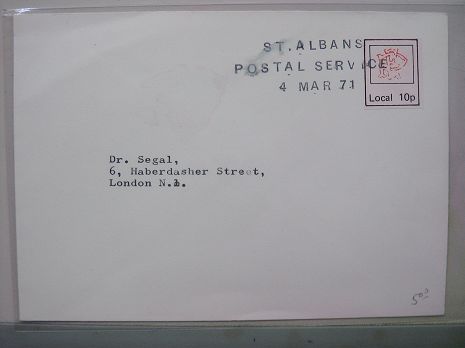 ST. ALBANS
POSTAL SERVICE
4 MAR 71
Local 10p
Dr. Segal,
6, Haberdasher Street,
London N.1.